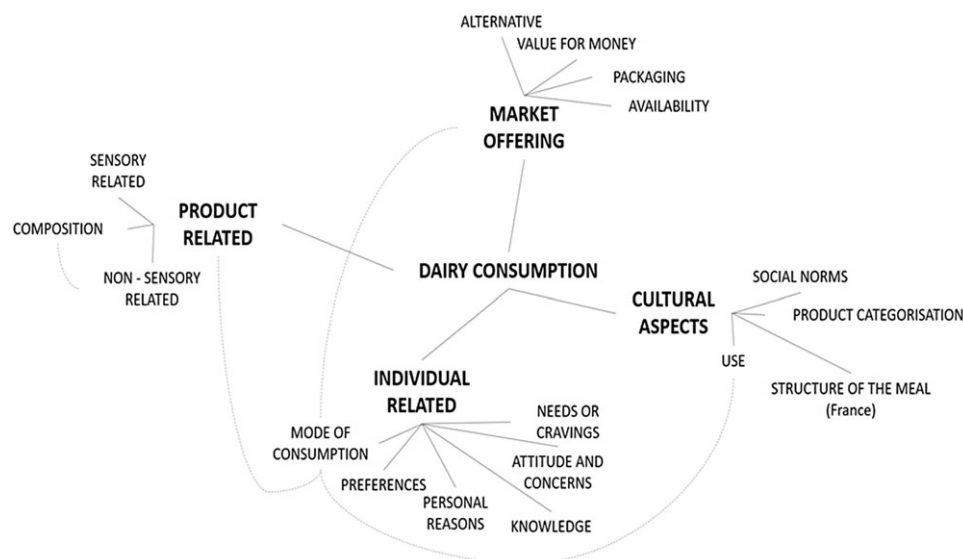 ALTERNATIVE
VALUE FOR MONEY
PACKAGING
AVAILABILITY
MARKET
OFFERING
SENSORY
RELATED
COMPOSITION
NON - SENSORY
RELATED
PRODUCT
RELATED
DAIRY CONSUMPTION
CULTURAL
ASPECTS
SOCIAL NORMS
PRODUCT CATEGORISATION
USE
STRUCTURE OF THE MEAL
(France)
INDIVIDUAL
RELATED
MODE OF
CONSUMPTION
PREFERENCES
PERSONAL
REASONS
NEEDS OR
CRAVINGS
ATTITUDE AND
CONCERNS
KNOWLEDGE